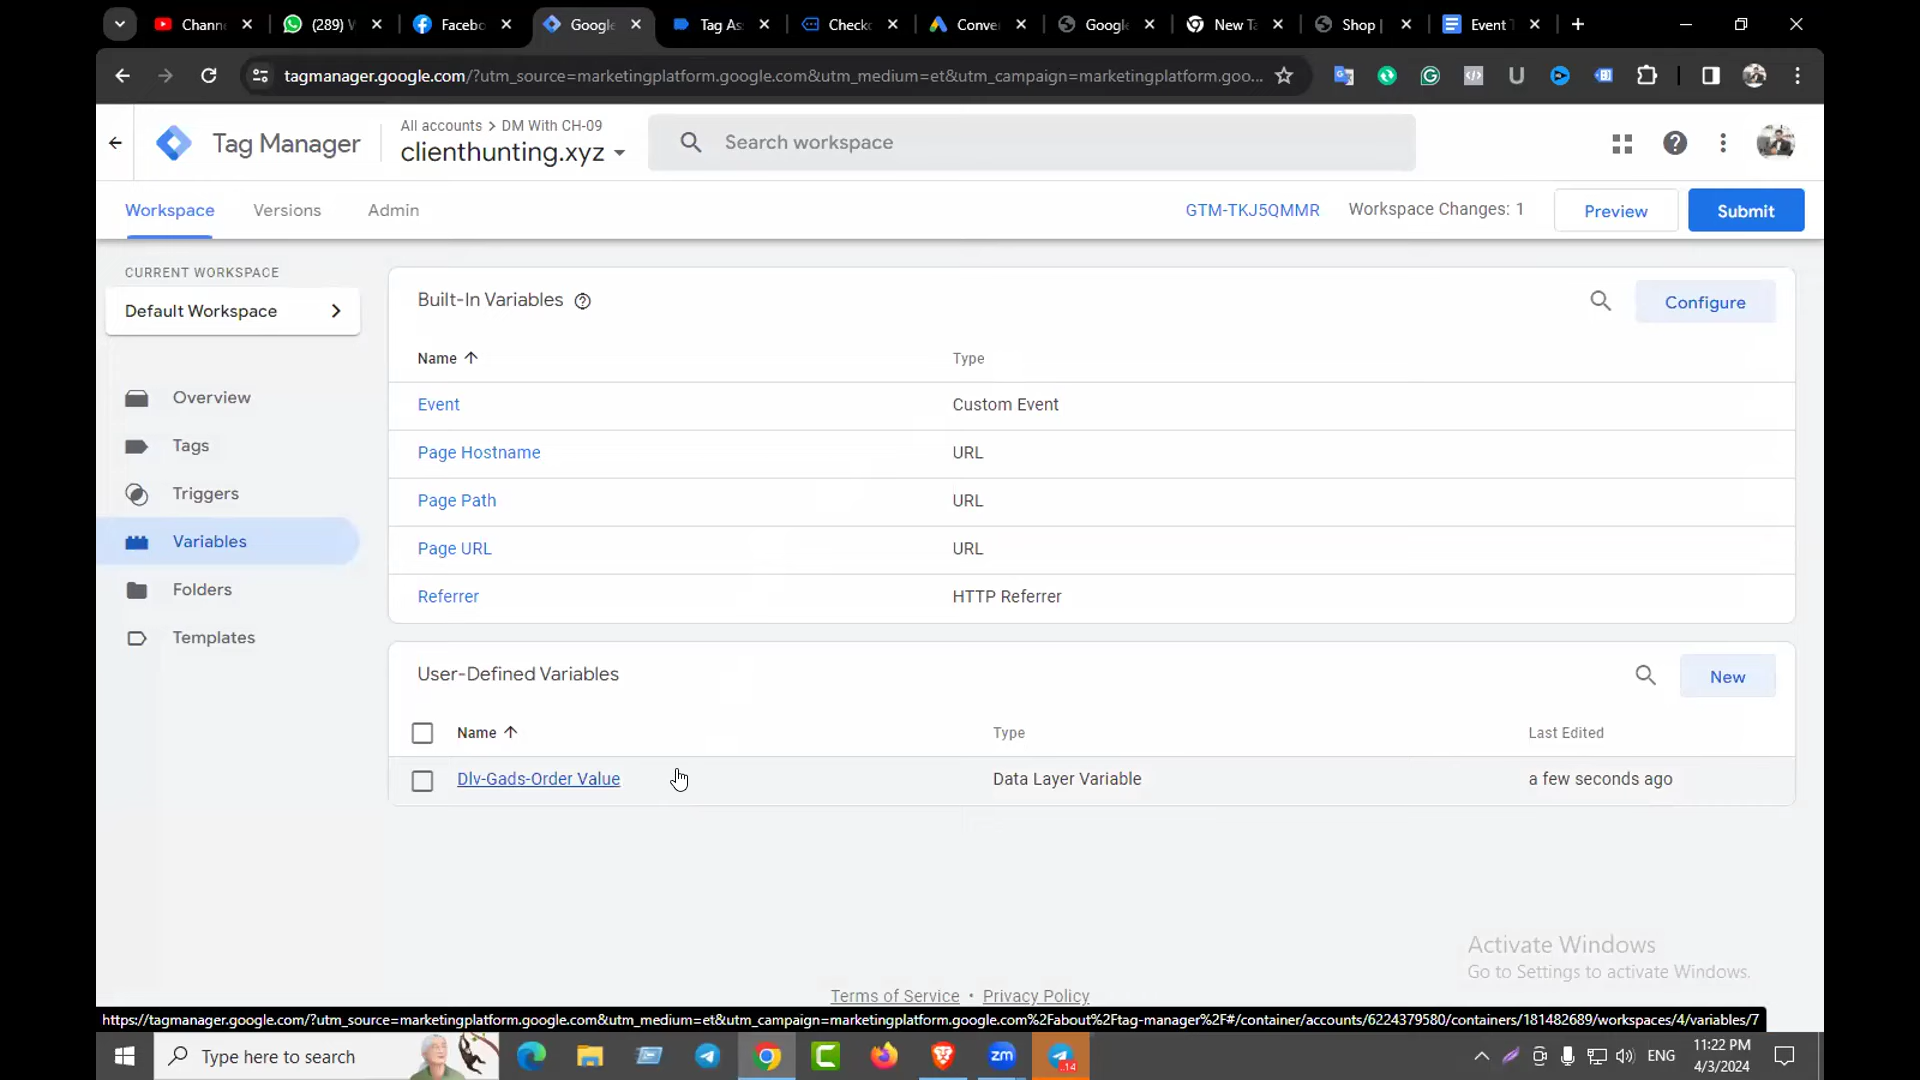 Chann
(289) V
Facebo
Google
Tag As
Check
Conve
Google
New Ta
Shop |
Event T
tagmanager.google.com/?utm_source=marketingplatform.google.com&utm_medium=et&utm_campaign=marketingplatform.goo...
Tag Manager
All accounts > DM With CH-09
clienthunting.xyz
Search workspace
Workspace
Versions
Admin
GTM-TKJ5QMMR
Workspace Changes: 1
Preview
Submit
CURRENT WORKSPACE
Default Workspace
Overview
Tags
Triggers
Variables
Folders
Templates
Built-In Variables
Configure
Name
Type
Event
Custom Event
Page Hostname
URL
Page Path
URL
Page URL
URL
Referrer
HTTP Referrer
User-Defined Variables
New
Name
Type
Last Edited
Dlv-Gads-Order Value
Data Layer Variable
a few seconds ago
Activate Windows
Go to Settings to activate Windows.
Terms of Service • Privacy Policy
https://tagmanager.google.com/?utm_source=marketingplatform.google.com&utm_medium=et&utm_campaign=marketingplatform.google.com%2Fabout%2Ftag-manager%2F#/container/accounts/6224379580/containers/181482689/workspaces/4/variables/7
Type here to search
zm
14
ENG
11:22 PM
4/3/2024